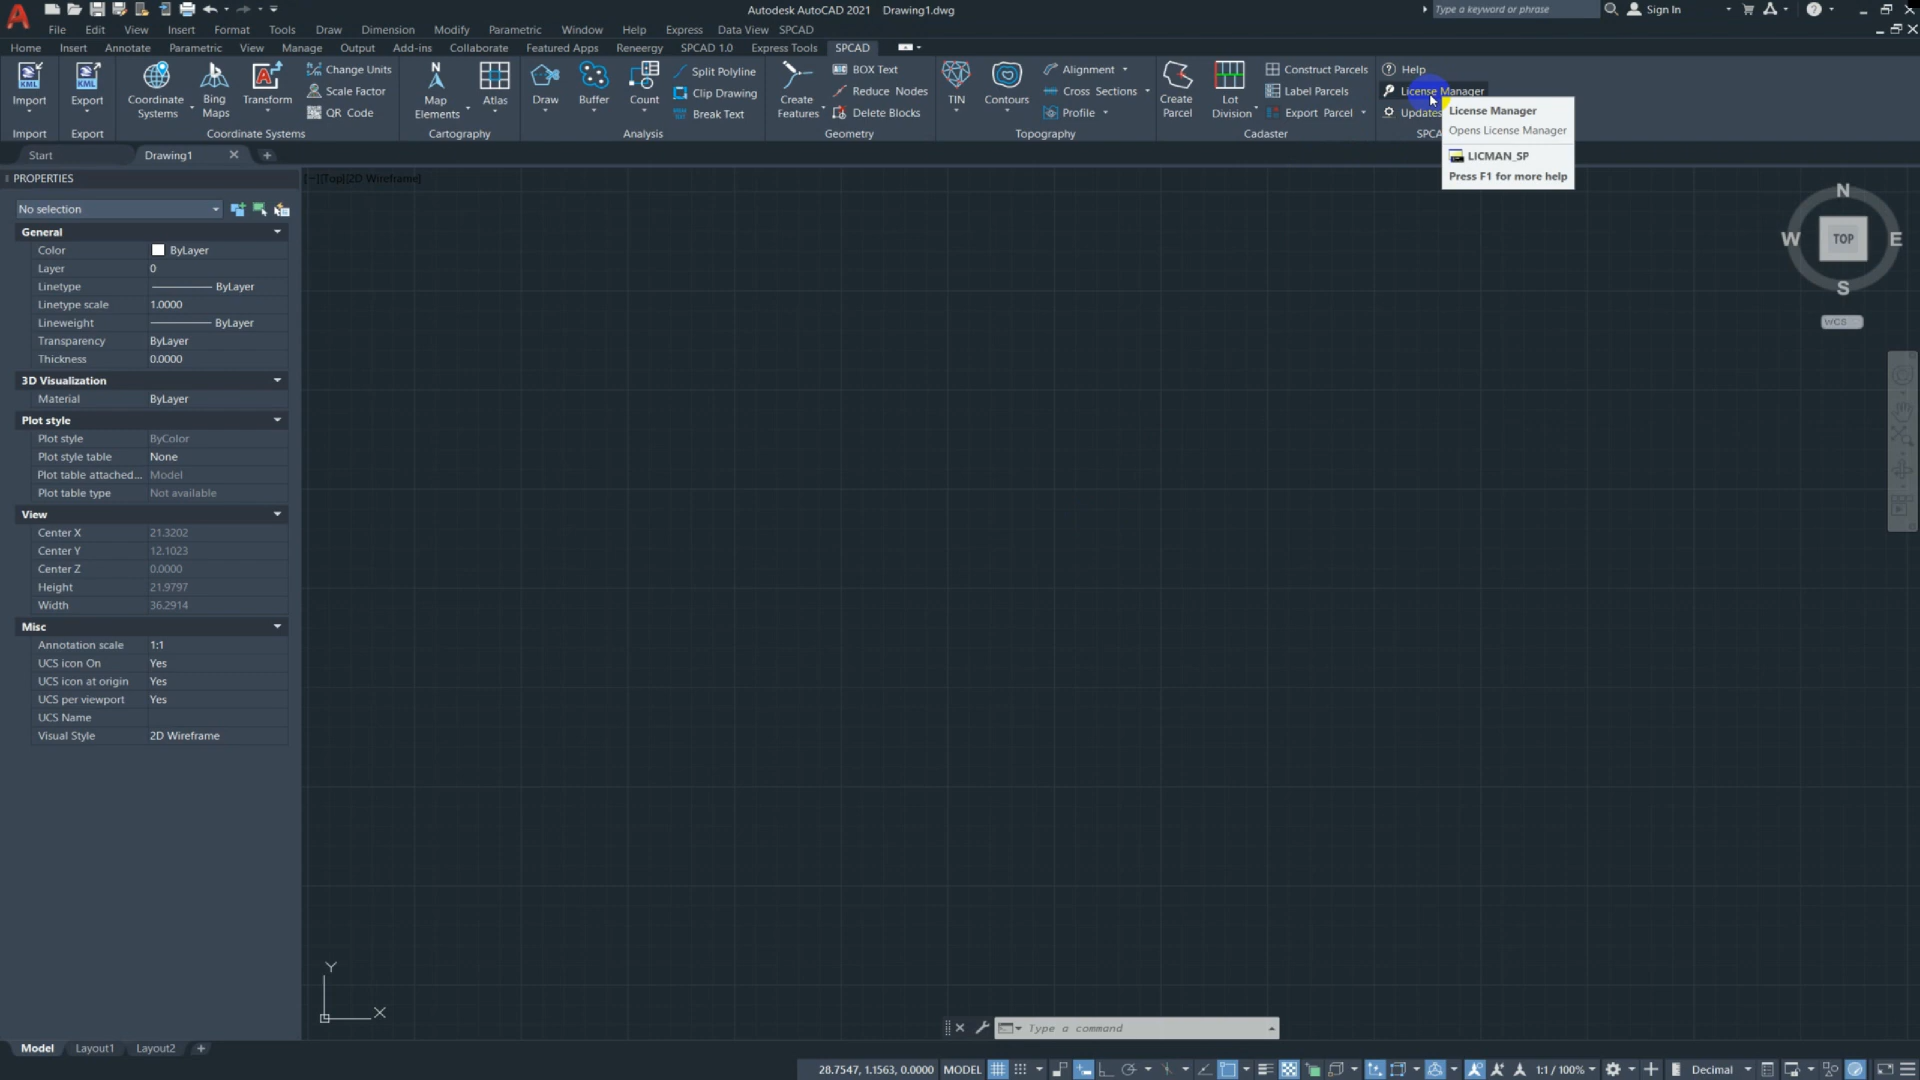 Autodesk AutoCAD 2021 Drawing1.dwg
Type a keyword or phrase
Sign In
File Edit View Insert Format Tools Draw Dimension Modify Parametric Window Help Express Data View SPCAD
Home Insert Annotate Parametric View Manage Output Add-ins Collaborate Featured Apps Reneergy SPCAD 1.0 Express Tools SPCAD
KML
Import
Import
KML
Export
Export
Coordinate
Systems
Bing
Maps
Transform
Change Units
Scale Factor
QR Code
Coordinate Systems
N
Map
Elements
Atlas
Cartography
Draw
Buffer
Count
Split Polyline
Clip Drawing
Break Text
Analysis
Create
Features
BOX Text
Reduce Nodes
Delete Blocks
Geometry
TIN
Contours
Alignment
Cross Sections
Profile
Topography
Create
Parcel
Lot
Division
Construct Parcels
Label Parcels
Export Parcel
Cadaster
Help
License Manager
Updates
SPCA
License Manager
Opens License Manager
LICMAN_SP
Press F1 for more help
Start Drawing1
PROPERTIES
[−][Top][2D Wireframe]
No selection
General
Color ByLayer
Layer 0
Linetype ByLayer
Linetype scale 1.0000
Lineweight ByLayer
Transparency ByLayer
Thickness 0.0000
3D Visualization
Material ByLayer
Plot style
Plot style ByColor
Plot style table None
Plot table attached... Model
Plot table type Not available
View
Center X 21.3202
Center Y 12.1023
Center Z 0.0000
Height 21.9797
Width 36.2914
Misc
Annotation scale 1:1
UCS icon On Yes
UCS icon at origin Yes
UCS per viewport Yes
UCS Name
Visual Style 2D Wireframe
N
W TOP E
S
WCS
Y
X
Type a command
Model Layout1 Layout2
28.7547, 1.1563, 0.0000 MODEL 1:1 / 100% Decimal